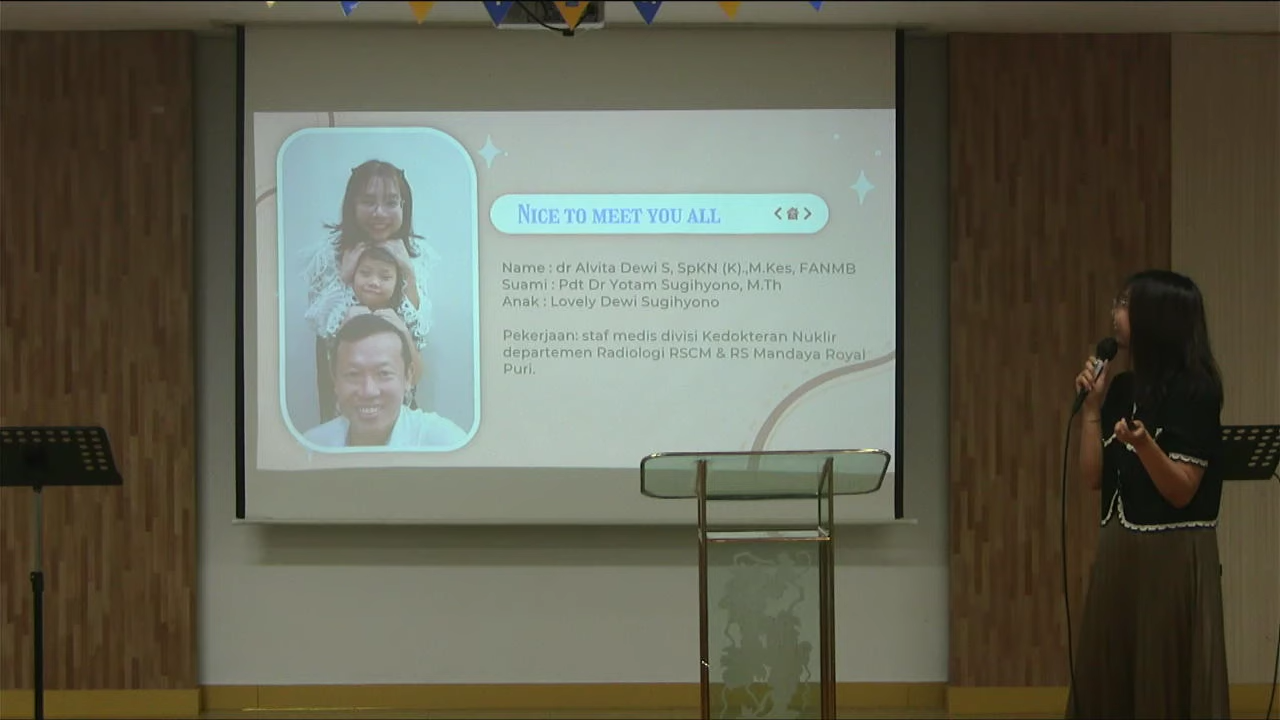 NICE TO MEET YOU ALL
Name : dr Alvita Dewi S, SpKN (K).,M.Kes, FANMB
Suami : Pdt Dr Yotam Sugihyono, M.Th
Anak : Lovely Dewi Sugihyono
Pekerjaan: staf medis divisi Kedokteran Nuklir
departemen Radiologi RSCM & RS Mandaya Royal
Puri.